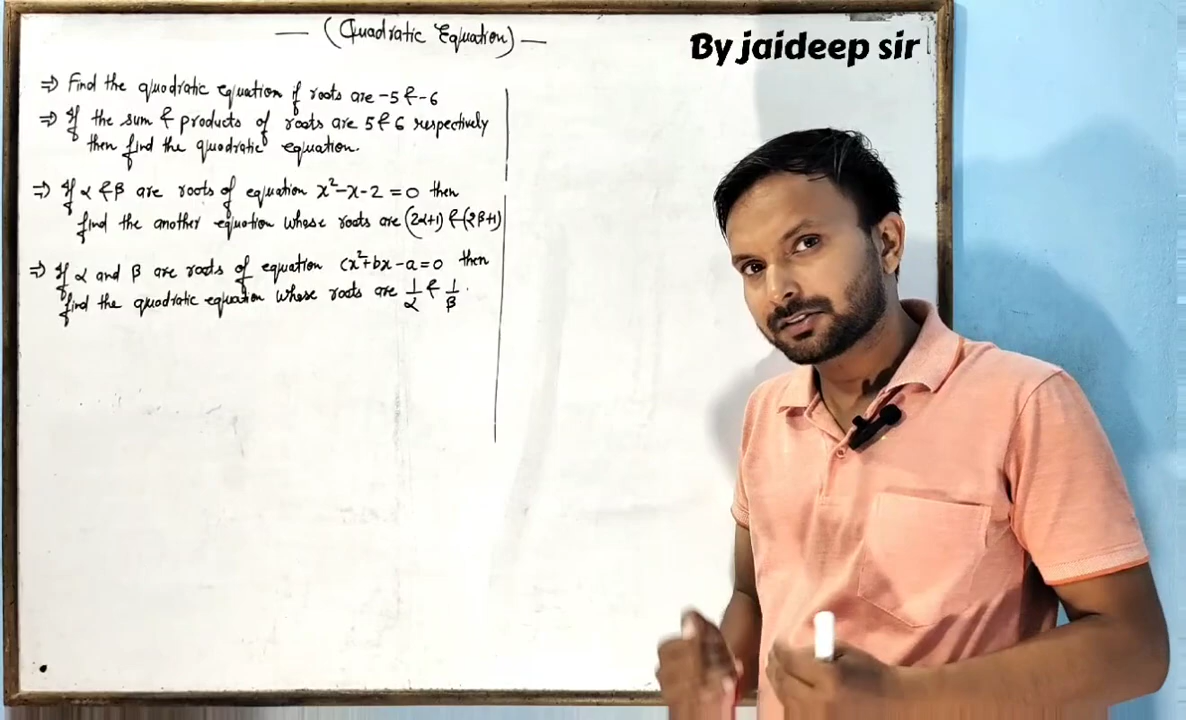 — (Quadratic Equation) —
By jaideep sir
⇒ Find the quadratic equation if roots are -5 & -6
⇒ If the sum & products of roots are 5 & 6 respectively
then find the quadratic equation.
⇒ If α & β are roots of equation x²-x-2 = 0 then
find the another equation whose roots are (2α+1) & (2β+1)
⇒ If α and β are roots of equation cx²+bx-a=0 then
find the quadratic equation whose roots are 1/α & 1/β.